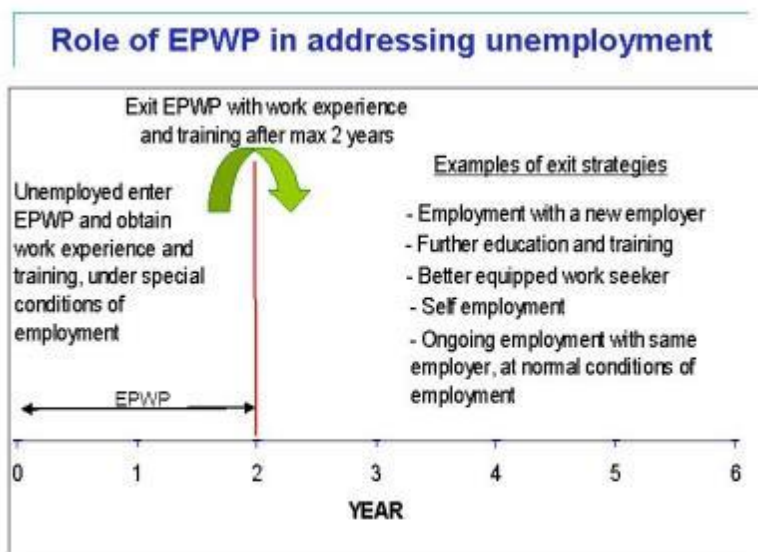 Role of EPWP in addressing unemployment
Exit EPWP with work experience
and training after max 2 years
Unemployed enter
EPWP and obtain
work experience and
training, under special
conditions of
employment
Examples of exit strategies
- Employment with a new employer
- Further education and training
- Better equipped work seeker
- Self employment
- Ongoing employment with same
employer, at normal conditions of
employment
EPWP
0 1 2 3 4 5 6
YEAR